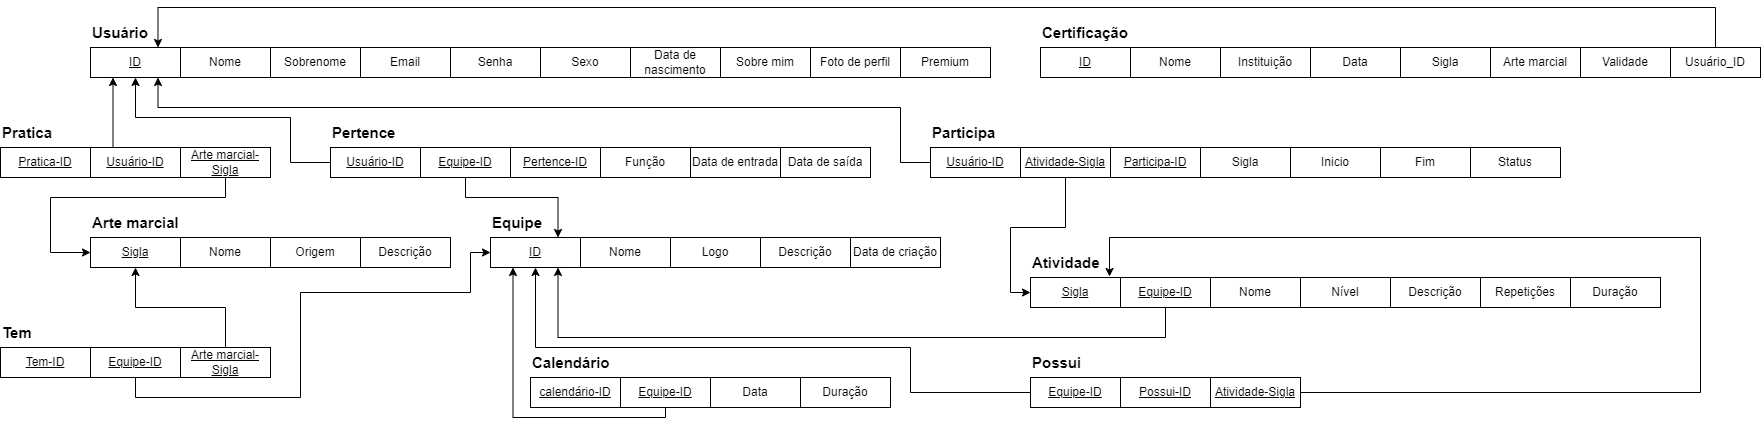 Usuário
ID Nome Sobrenome Email Senha Sexo Data de nascimento Sobre mim Foto de perfil Premium
Certificação
ID Nome Instituição Data Sigla Arte marcial Validade Usuário_ID
Pratica
Pratica-ID Usuário-ID Arte marcial-Sigla
Pertence
Usuário-ID Equipe-ID Pertence-ID Função Data de entrada Data de saída
Participa
Usuário-ID Atividade-Sigla Participa-ID Sigla Inicio Fim Status
Arte marcial
Sigla Nome Origem Descrição
Equipe
ID Nome Logo Descrição Data de criação
Atividade
Sigla Equipe-ID Nome Nível Descrição Repetições Duração
Tem
Tem-ID Equipe-ID Arte marcial-Sigla
Calendário
calendário-ID Equipe-ID Data Duração
Possui
Equipe-ID Possui-ID Atividade-Sigla